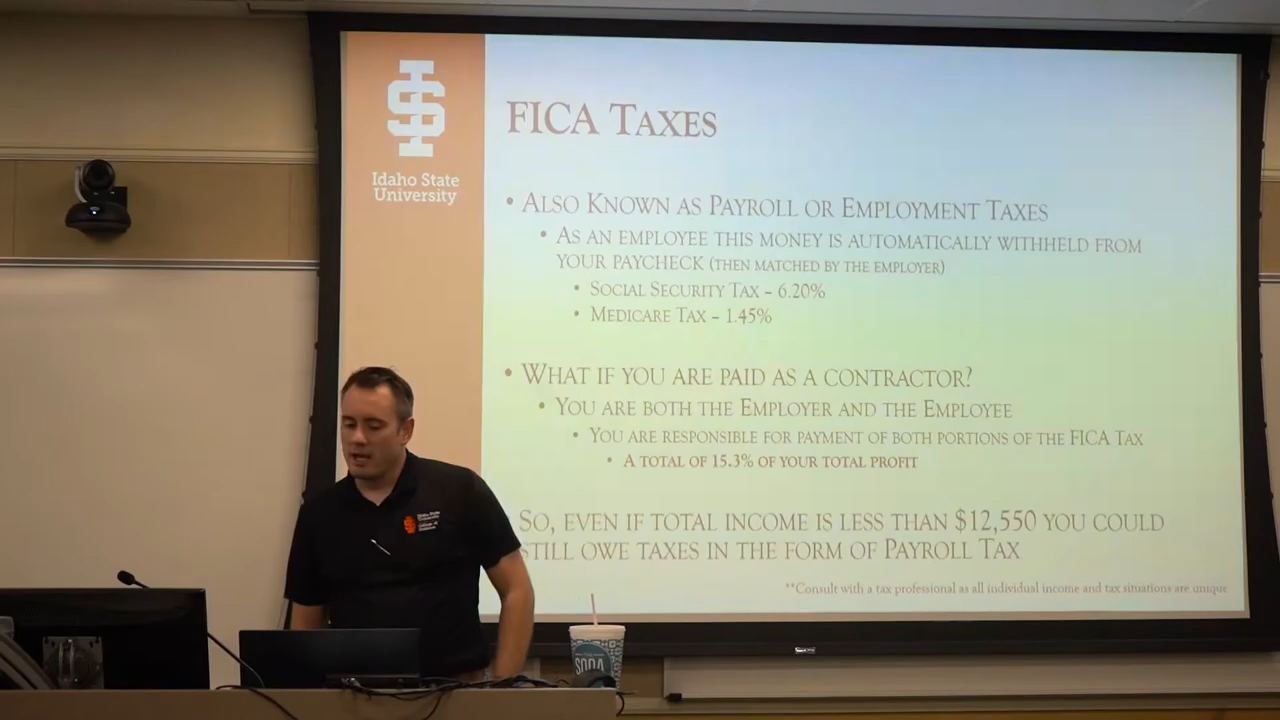 Idaho State
University
FICA TAXES
• ALSO KNOWN AS PAYROLL OR EMPLOYMENT TAXES
• AS AN EMPLOYEE THIS MONEY IS AUTOMATICALLY WITHHELD FROM
YOUR PAYCHECK (THEN MATCHED BY THE EMPLOYER)
• SOCIAL SECURITY TAX – 6.20%
• MEDICARE TAX – 1.45%
• WHAT IF YOU ARE PAID AS A CONTRACTOR?
• YOU ARE BOTH THE EMPLOYER AND THE EMPLOYEE
• YOU ARE RESPONSIBLE FOR PAYMENT OF BOTH PORTIONS OF THE FICA TAX
• A TOTAL OF 15.3% OF YOUR TOTAL PROFIT
SO, EVEN IF TOTAL INCOME IS LESS THAN $12,550 YOU COULD
STILL OWE TAXES IN THE FORM OF PAYROLL TAX
**Consult with a tax professional as all individual income and tax situations are unique
Idaho State
University
SODA